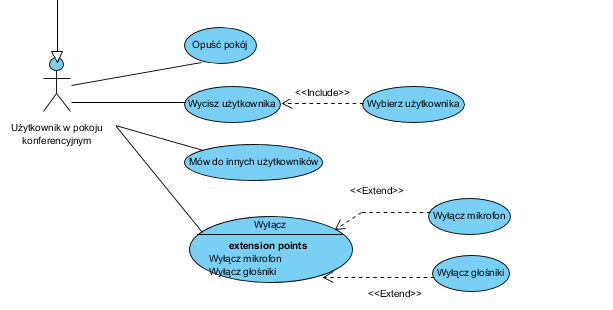 Opuść pokój
<<Include>>
Wycisz użytkownika
Wybierz użytkownika
Użytkownik w pokoju
konferencyjnym
Mów do innych użytkowników
<<Extend>>
Wyłącz
Wyłącz mikrofon
extension points
Wyłącz mikrofon
Wyłącz głośniki
Wyłącz głośniki
<<Extend>>